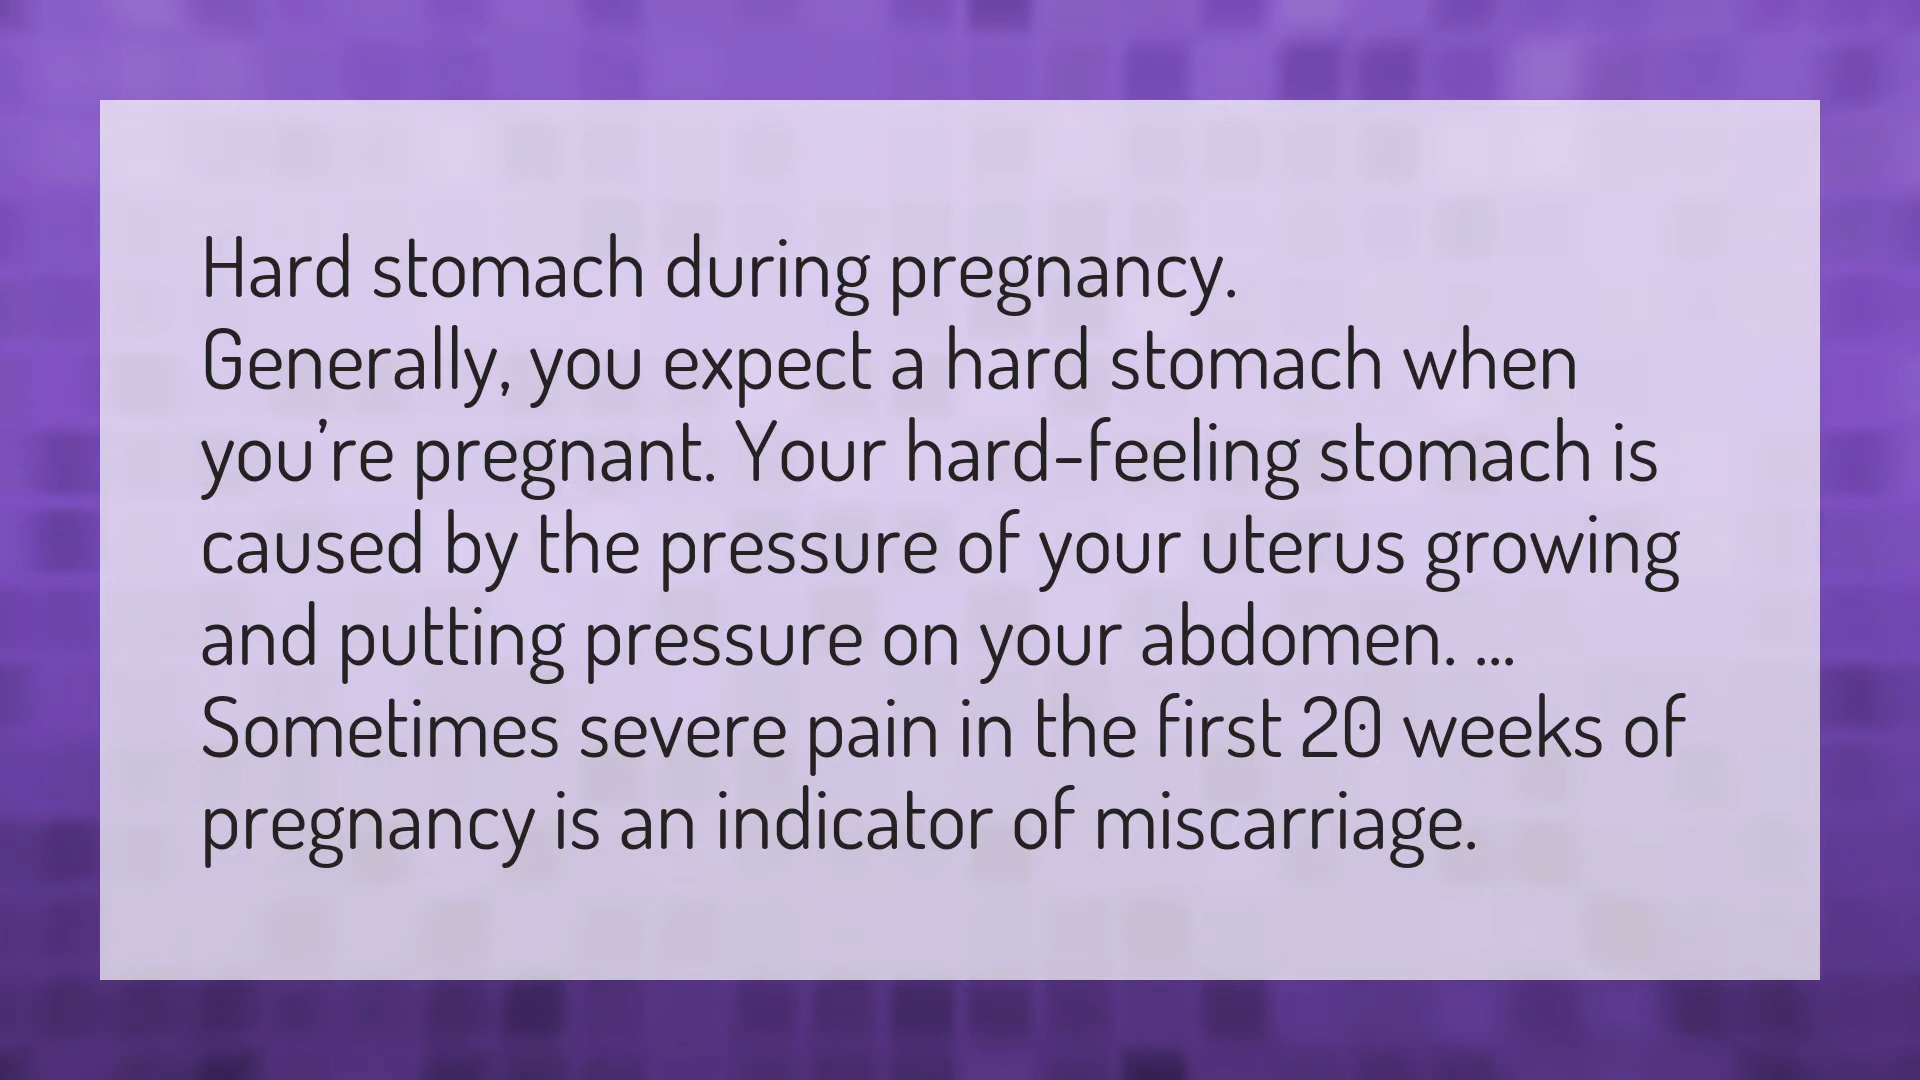 Hard stomach during pregnancy.
Generally, you expect a hard stomach when
you’re pregnant. Your hard-feeling stomach is
caused by the pressure of your uterus growing
and putting pressure on your abdomen. ...
Sometimes severe pain in the first 20 weeks of
pregnancy is an indicator of miscarriage.